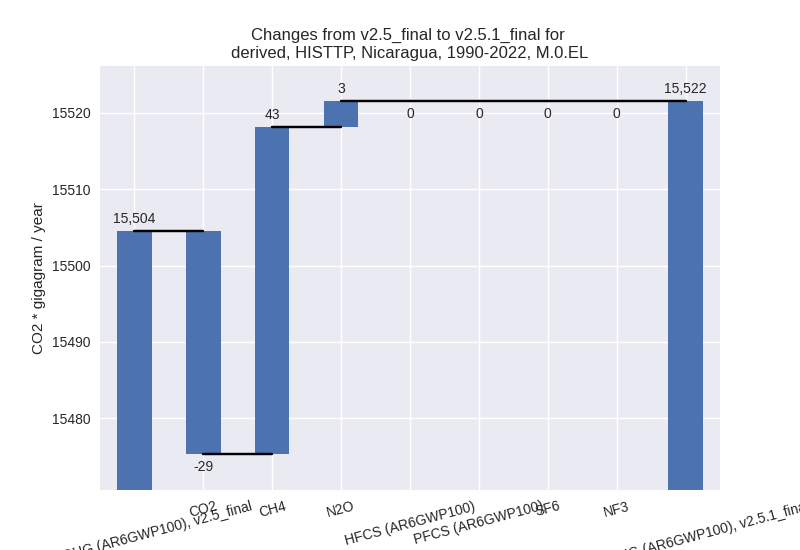 Changes from v2.5_final to v2.5.1_final for
derived, HISTTP, Nicaragua, 1990-2022, M.0.EL
CO2 * gigagram / year
15520
15510
15500
15490
15480
15,504
-29
43
3
0
0
0
0
15,522
(AR6GWP100), v2.5_final
CO2
CH4
N2O
HFCS (AR6GWP100)
PFCS (AR6GWP100)
SF6
NF3
(AR6GWP100), v2.5.1_fina